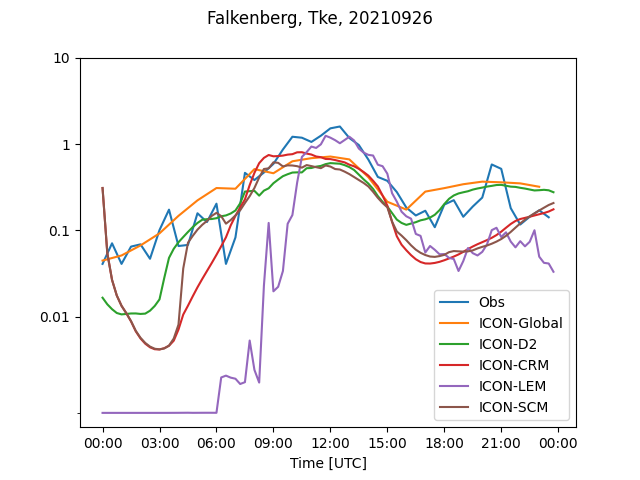 Falkenberg, Tke, 20210926
10
1
0.1
0.01
Obs
ICON-Global
ICON-D2
ICON-CRM
ICON-LEM
ICON-SCM
00:00 03:00 06:00 09:00 12:00 15:00 18:00 21:00 00:00
Time [UTC]